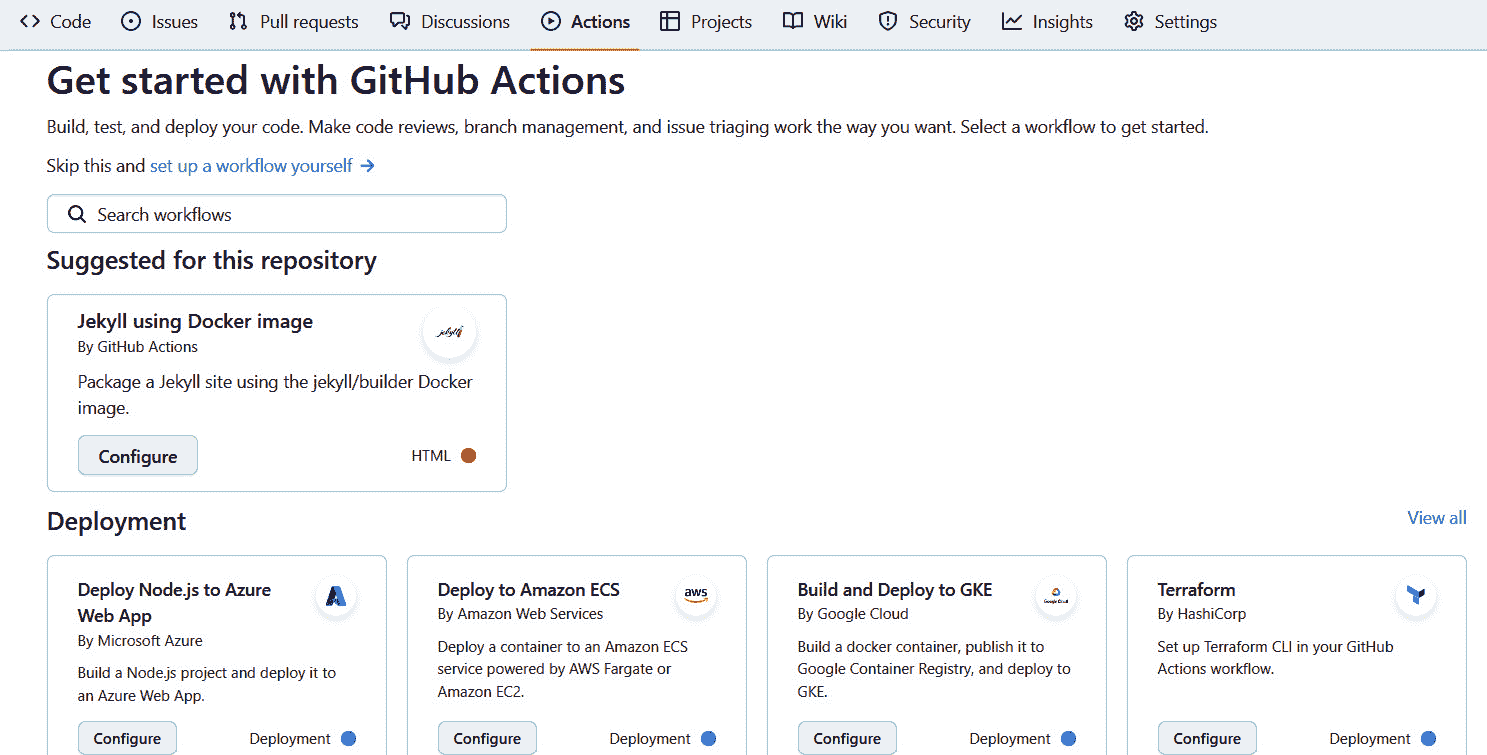 Code Issues Pull requests Discussions Actions Projects Wiki Security Insights Settings
Get started with GitHub Actions
Build, test, and deploy your code. Make code reviews, branch management, and issue triaging work the way you want. Select a workflow to get started.
Skip this and set up a workflow yourself →
Search workflows
Suggested for this repository
Jekyll using Docker image
By GitHub Actions
jekyll
Package a Jekyll site using the jekyll/builder Docker
image.
Configure HTML
Deployment View all
Deploy Node.js to Azure
Web App
By Microsoft Azure
Build a Node.js project and deploy it to
an Azure Web App.
Configure Deployment
Deploy to Amazon ECS
By Amazon Web Services
aws
Deploy a container to an Amazon ECS
service powered by AWS Fargate or
Amazon EC2.
Configure Deployment
Build and Deploy to GKE
By Google Cloud
Google Cloud
Build a docker container, publish it to
Google Container Registry, and deploy to
GKE.
Configure Deployment
Terraform
By HashiCorp
Set up Terraform CLI in your GitHub
Actions workflow.
Configure Deployment